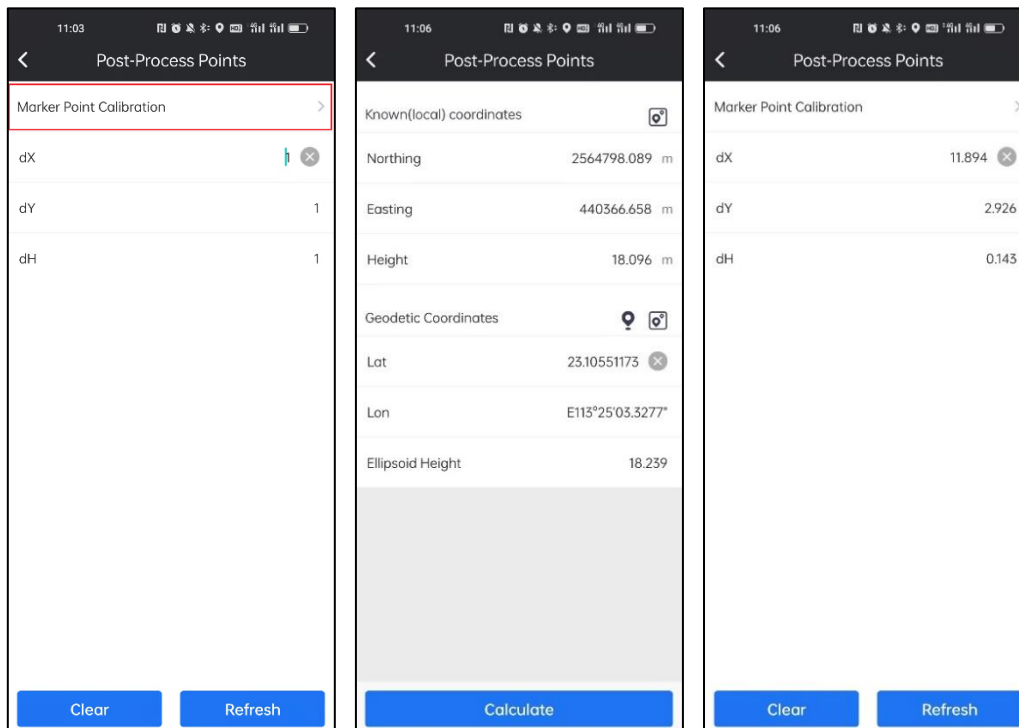 11:03
Post-Process Points
Marker Point Calibration
dX 1
dY 1
dH 1
Clear Refresh
11:06
Post-Process Points
Known(local) coordinates
Northing 2564798.089 m
Easting 440366.658 m
Height 18.096 m
Geodetic Coordinates
Lat 23.10551173
Lon E113°25'03.3277"
Ellipsoid Height 18.239
Calculate
11:06
Post-Process Points
Marker Point Calibration
dX 11.894
dY 2.926
dH 0.143
Clear Refresh